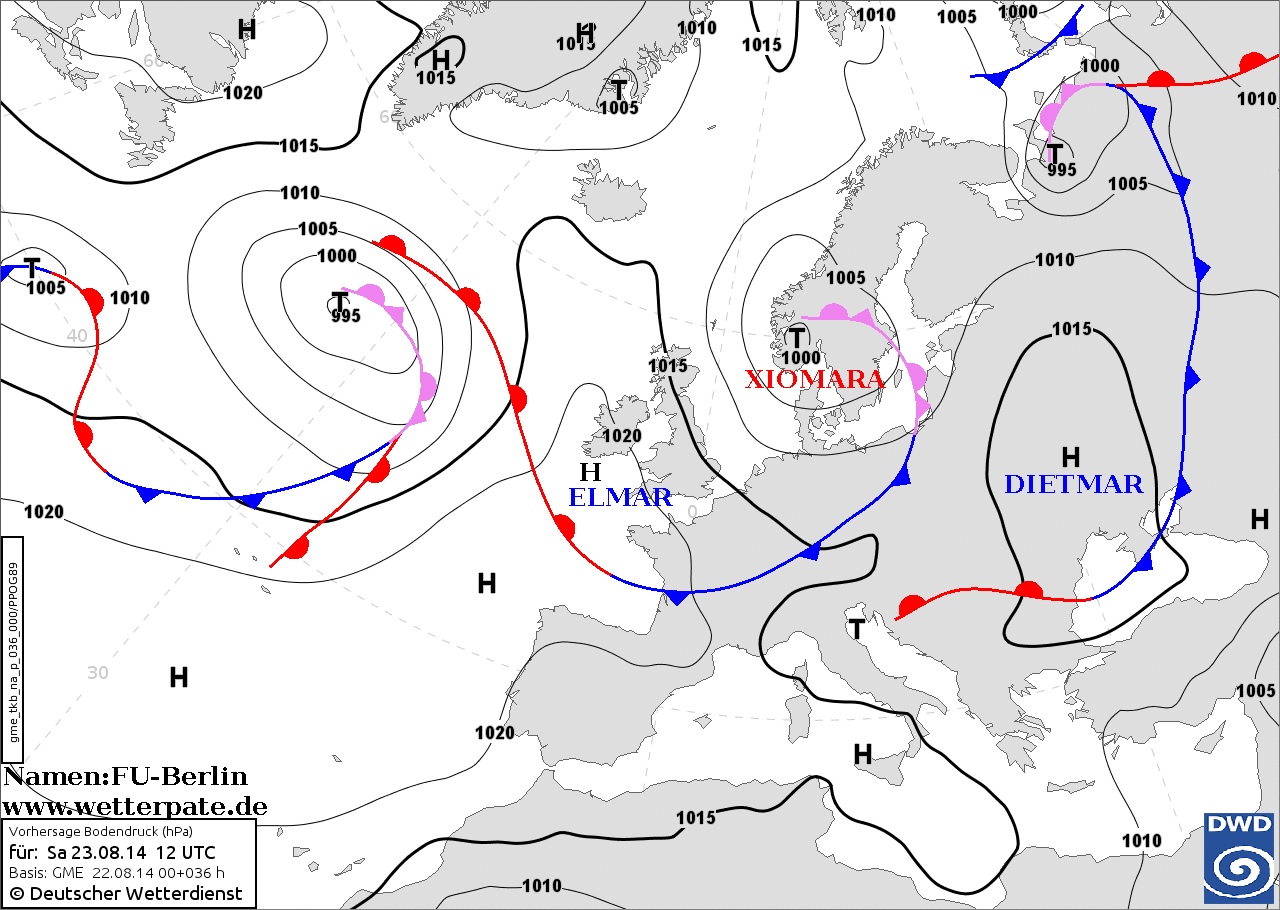 H
H
1015
1010
1015
1010
1005
1000
H
1015
T
1005
1020
1000
1010
60
6
1015
T
995
1010
1005
1005
1000
1005
1010
T
1005
1010
T
995
40
1015
T
1000
1015
XIOMARA
1020
H
ELMAR
H
DIETMAR
1020
0
H
H
T
30
H
1005
1020
H
1015
1010
1010
gme_tkb_na_p_036_000/PPOG89
Namen:FU-Berlin
www.wetterpate.de
Vorhersage Bodendruck (hPa)
für: Sa 23.08.14 12 UTC
Basis: GME 22.08.14 00+036 h
© Deutscher Wetterdienst
DWD